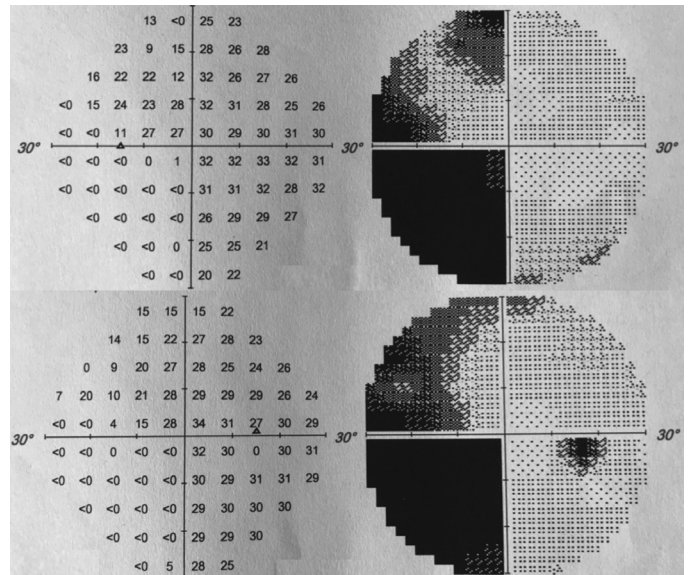 13 <0 25 23
23 9 15 28 26 28
16 22 22 12 32 26 27 26
<0 15 24 23 28 32 31 28 25 26
<0 <0 11 27 27 30 29 30 31 30
30° 30° 30°
<0 <0 <0 0 1 32 32 33 32 31
<0 <0 <0 <0 <0 31 31 32 28 32
<0 <0 <0 <0 26 29 29 27
<0 <0 0 25 25 21
<0 <0 20 22
15 15 15 22
14 15 22 27 28 23
0 9 20 27 28 25 24 26
7 20 10 21 28 29 29 29 26 24
<0 <0 4 15 28 34 31 27 30 29
30° 30° 30°
<0 <0 0 <0 <0 32 30 0 30 31
<0 <0 <0 <0 <0 30 29 31 31 29
<0 <0 <0 <0 29 30 30 30
<0 <0 <0 29 29 30
<0 5 28 25